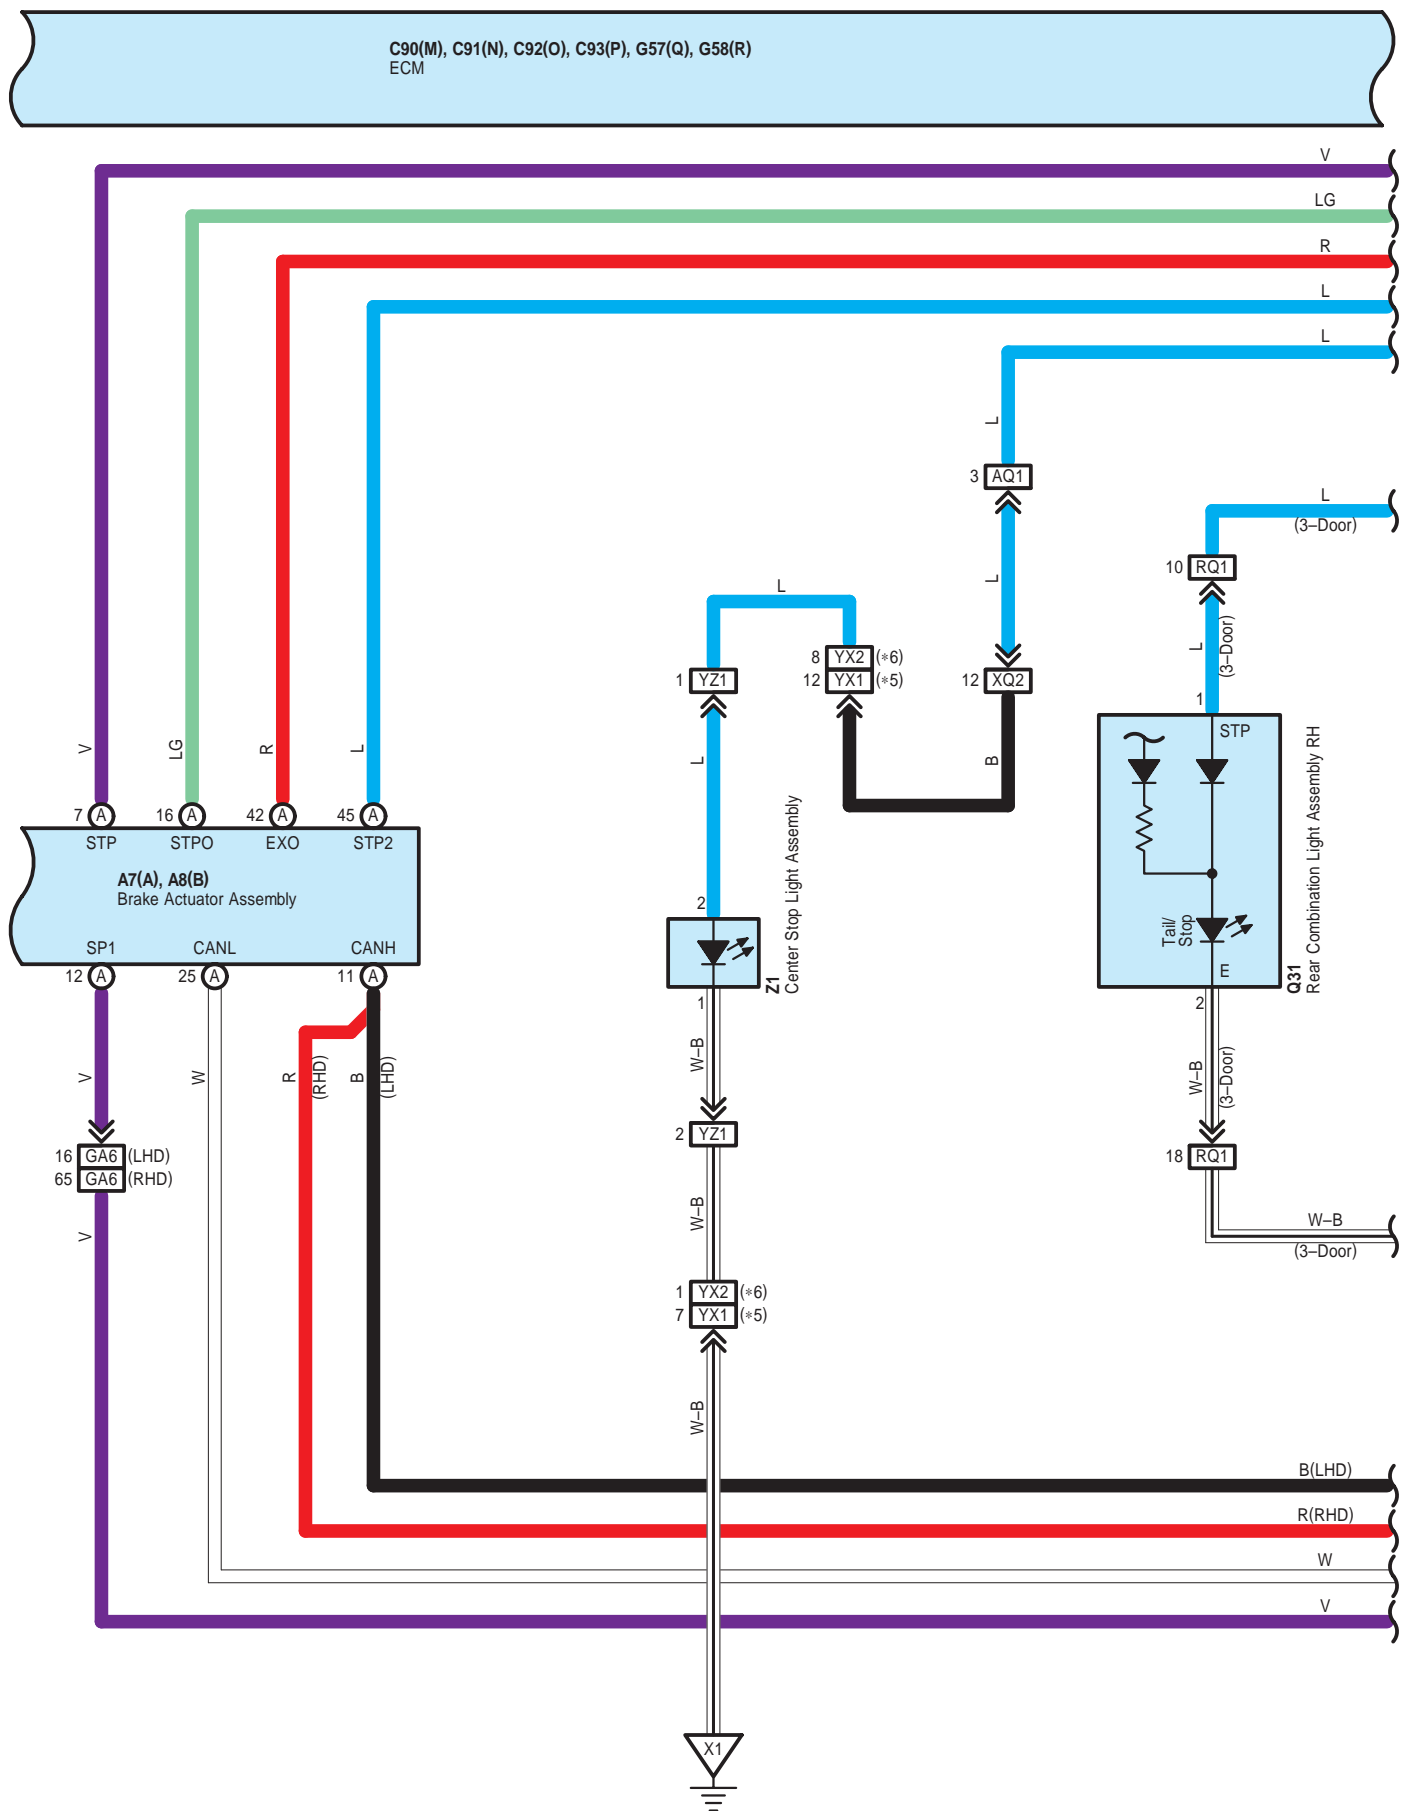 C90(M), C91(N), C92(O), C93(P), G57(Q), G58(R)
ECM
V
LG
R
L
L
L
3 AQ1
L
(3–Door)
10 RQ1
L
L
8 YX2 (∗6)
12 YX1 (∗5)
1 YZ1
12 XQ2
L
(3–Door)
1
STP
V
LG
R
L
L
B
7 A
16 A
42 A
45 A
STP
STPO
EXO
STP2
A7(A), A8(B)
Brake Actuator Assembly
SP1
CANL
CANH
12 A
25 A
11 A
2
Z1
Center Stop Light Assembly
1
Tail/
Stop
E
Q31
Rear Combination Light Assembly RH
2
V
W
R
(RHD)
B
(LHD)
W–B
W–B
(3–Door)
2 YZ1
16 GA6 (LHD)
65 GA6 (RHD)
18 RQ1
V
W–B
W–B
(3–Door)
1 YX2 (∗6)
7 YX1 (∗5)
W–B
B(LHD)
R(RHD)
W
V
X1